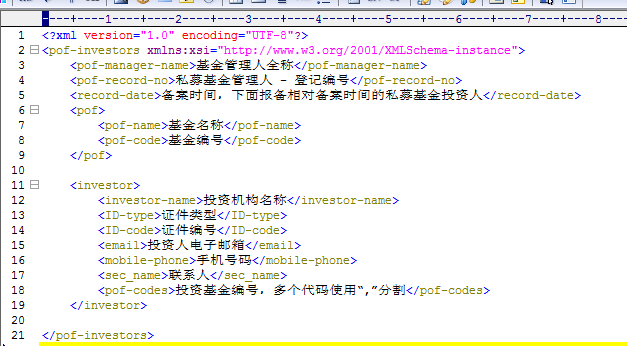 ----+----1----+----2----+----3----+----4----+----5----+----6----+----7----+----8----
1 <?xml version="1.0" encoding="UTF-8"?>
2 <pof-investors xmlns:xsi="http://www.w3.org/2001/XMLSchema-instance">
3 <pof-manager-name>基金管理人全称</pof-manager-name>
4 <pof-record-no>私募基金管理人 - 登记编号</pof-record-no>
5 <record-date>备案时间，下面报备相对备案时间的私募基金投资人</record-date>
6 <pof>
7 <pof-name>基金名称</pof-name>
8 <pof-code>基金编号</pof-code>
9 </pof>
10
11 <investor>
12 <investor-name>投资机构名称</investor-name>
13 <ID-type>证件类型</ID-type>
14 <ID-code>证件编号</ID-code>
15 <email>投资人电子邮箱</email>
16 <mobile-phone>手机号码</mobile-phone>
17 <sec_name>联系人</sec_name>
18 <pof-codes>投资基金编号，多个代码使用“,”分割</pof-codes>
19 </investor>
20
21 </pof-investors>